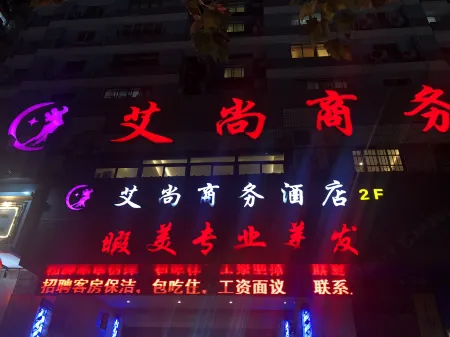 艾尚商务
艾尚商务酒店 2F
暇美专业美发
招聘客房保洁。包吃住。工资面议 联系.